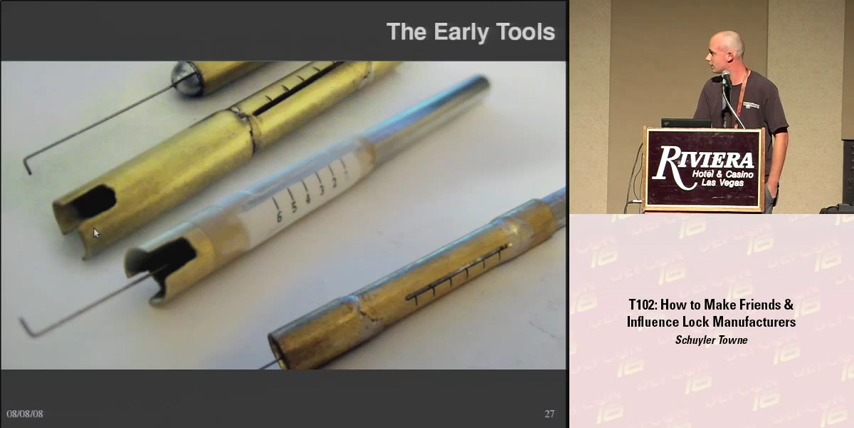 The Early Tools
6 5 4 3 2 1
08/08/08
27
RIVIERA
Hotel & Casino
Las Vegas
T102: How to Make Friends &
Influence Lock Manufacturers
Schuyler Towne